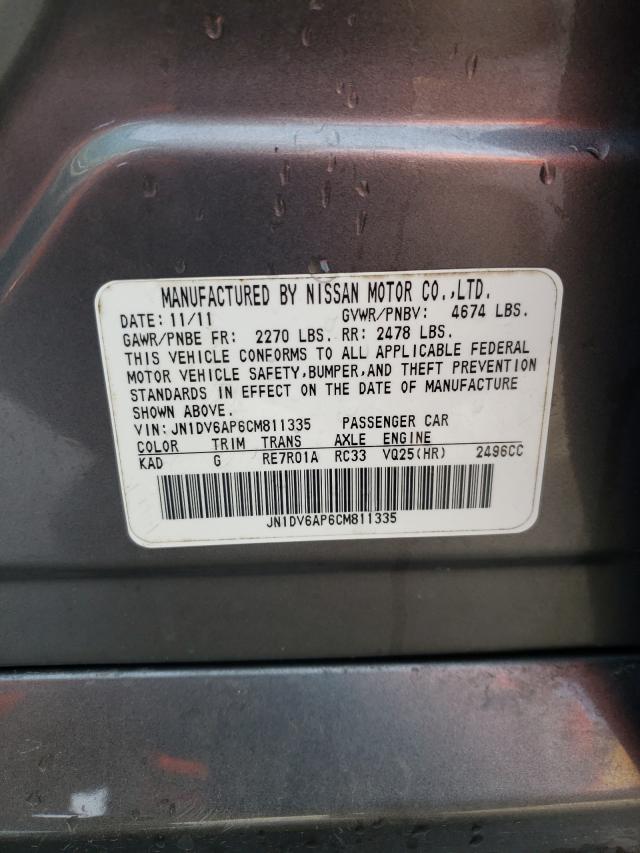 MANUFACTURED BY NISSAN MOTOR CO.,LTD.
DATE: 11/11 GVWR/PNBV: 4674 LBS.
GAWR/PNBE FR: 2270 LBS. RR: 2478 LBS.
THIS VEHICLE CONFORMS TO ALL APPLICABLE FEDERAL
MOTOR VEHICLE SAFETY,BUMPER,AND THEFT PREVENTION
STANDARDS IN EFFECT ON THE DATE OF MANUFACTURE
SHOWN ABOVE.
VIN: JN1DV6AP6CM811335 PASSENGER CAR
COLOR TRIM TRANS AXLE ENGINE
KAD G RE7R01A RC33 VQ25(HR) 2496CC
JN1DV6AP6CM811335